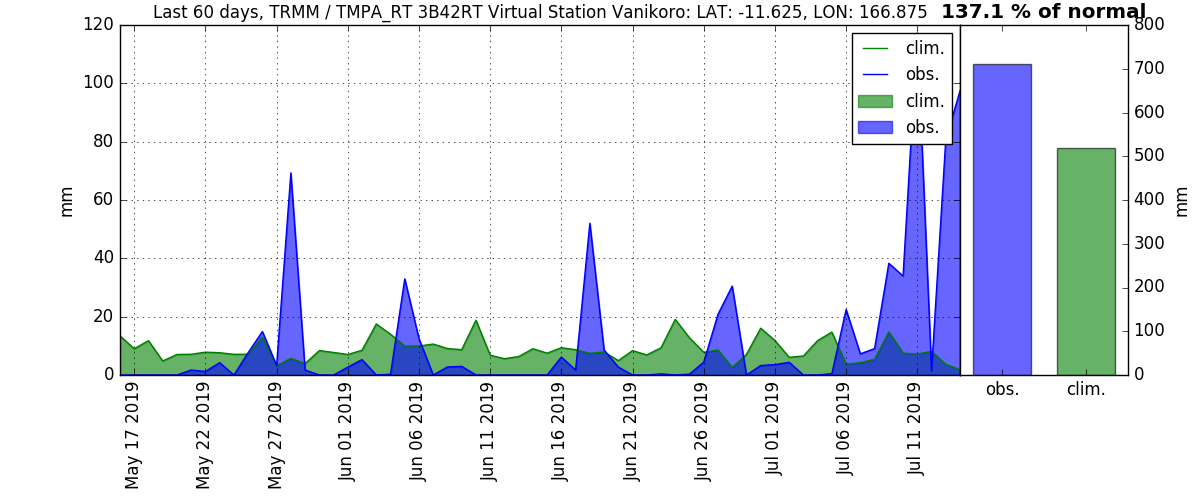 Last 60 days, TRMM / TMPA_RT 3B42RT Virtual Station Vanikoro: LAT: -11.625, LON: 166.875 137.1 % of normal
120
100
80
60
40
20
0
mm
clim.
obs.
clim.
obs.
800
700
600
500
400
300
200
100
0
mm
obs.
clim.
May 17 2019
May 22 2019
May 27 2019
Jun 01 2019
Jun 06 2019
Jun 11 2019
Jun 16 2019
Jun 21 2019
Jun 26 2019
Jul 01 2019
Jul 06 2019
Jul 11 2019